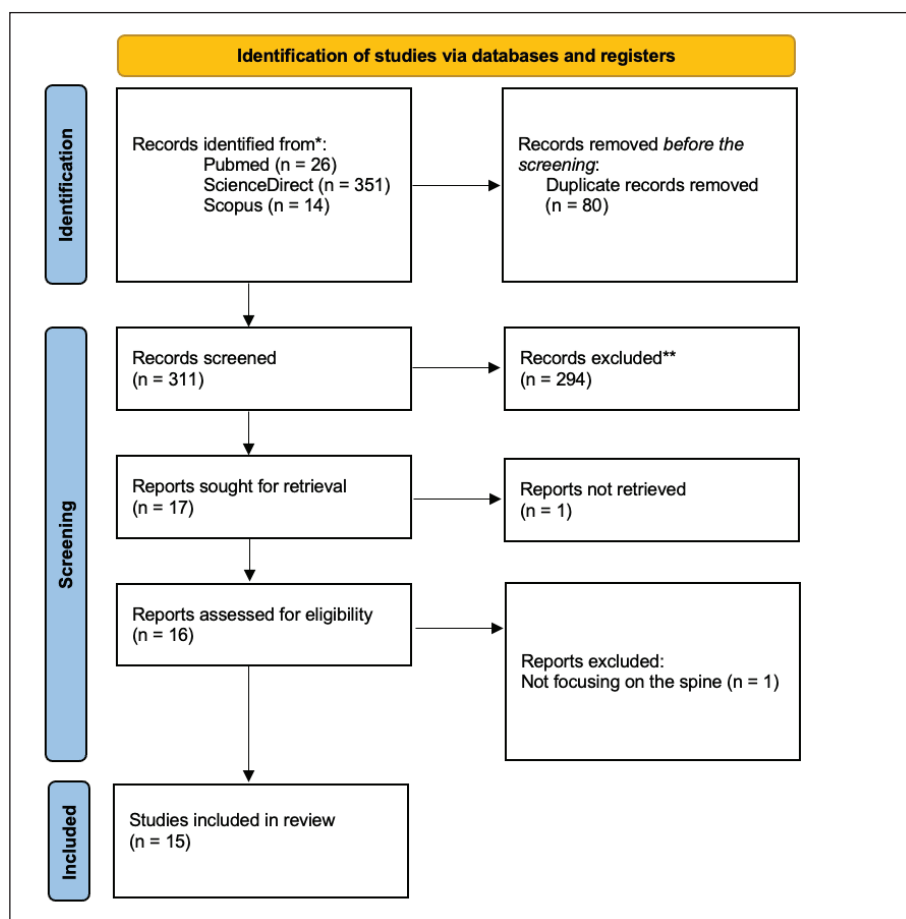 Identification of studies via databases and registers
Identification
Records identified from*:
Pubmed (n = 26)
ScienceDirect (n = 351)
Scopus (n = 14)
Records removed before the
screening:
Duplicate records removed
(n = 80)
Screening
Records screened
(n = 311)
Records excluded**
(n = 294)
Reports sought for retrieval
(n = 17)
Reports not retrieved
(n = 1)
Reports assessed for eligibility
(n = 16)
Reports excluded:
Not focusing on the spine (n = 1)
Included
Studies included in review
(n = 15)